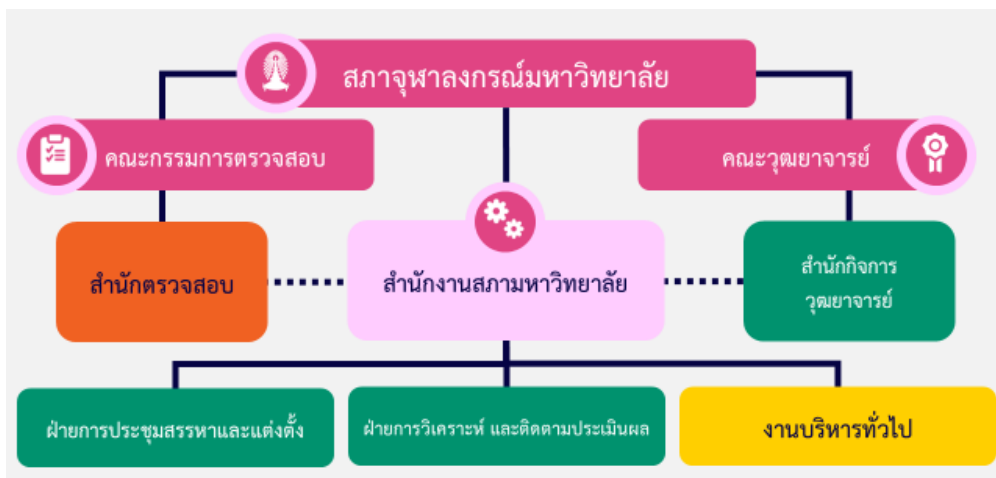 สภาจุฬาลงกรณ์มหาวิทยาลัย
คณะกรรมการตรวจสอบ
คณะวุฒยาจารย์
สำนักตรวจสอบ
สำนักงานสภามหาวิทยาลัย
สำนักกิจการ
วุฒยาจารย์
ฝ่ายการประชุมสรรหาและแต่งตั้ง
ฝ่ายการวิเคราะห์ และติดตามประเมินผล
งานบริหารทั่วไป